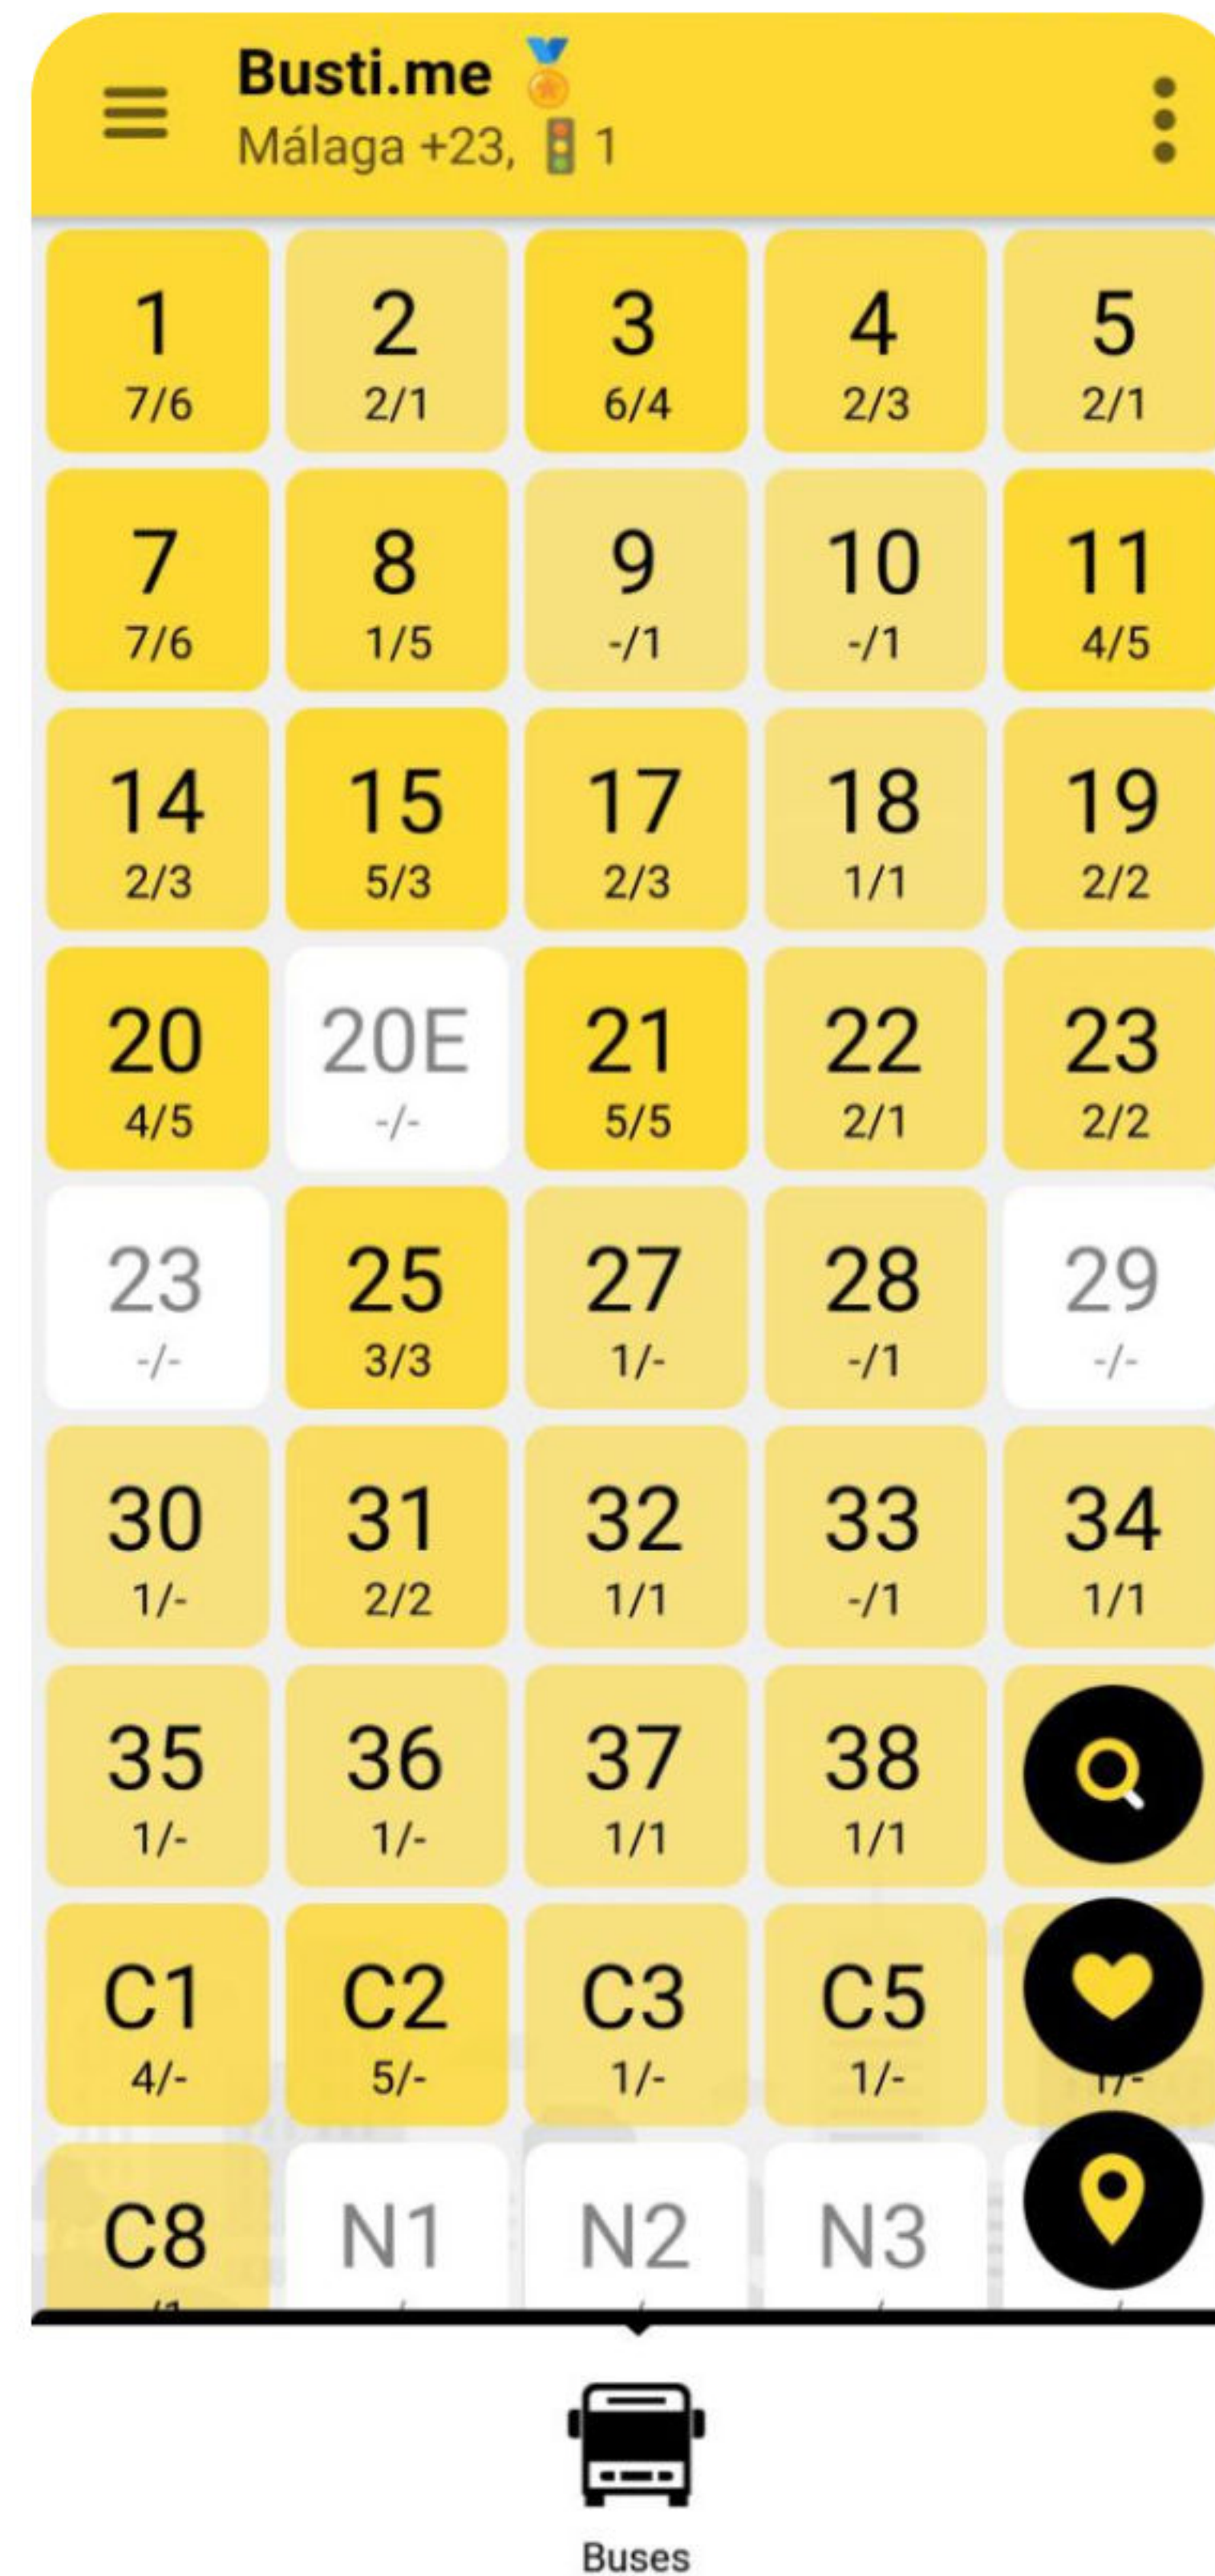 Busti.me
Málaga +23, 1
1 2 3 4 5
7/6 2/1 6/4 2/3 2/1
7 8 9 10 11
7/6 1/5 -/1 -/1 4/5
14 15 17 18 19
2/3 5/3 2/3 1/1 2/2
20 20E 21 22 23
4/5 -/- 5/5 2/1 2/2
23 25 27 28 29
-/- 3/3 1/- -/1 -/-
30 31 32 33 34
1/- 2/2 1/1 -/1 1/1
35 36 37 38
1/- 1/- 1/1 1/1
C1 C2 C3 C5
4/- 5/- 1/- 1/- 1/-
C8 N1 N2 N3
Buses